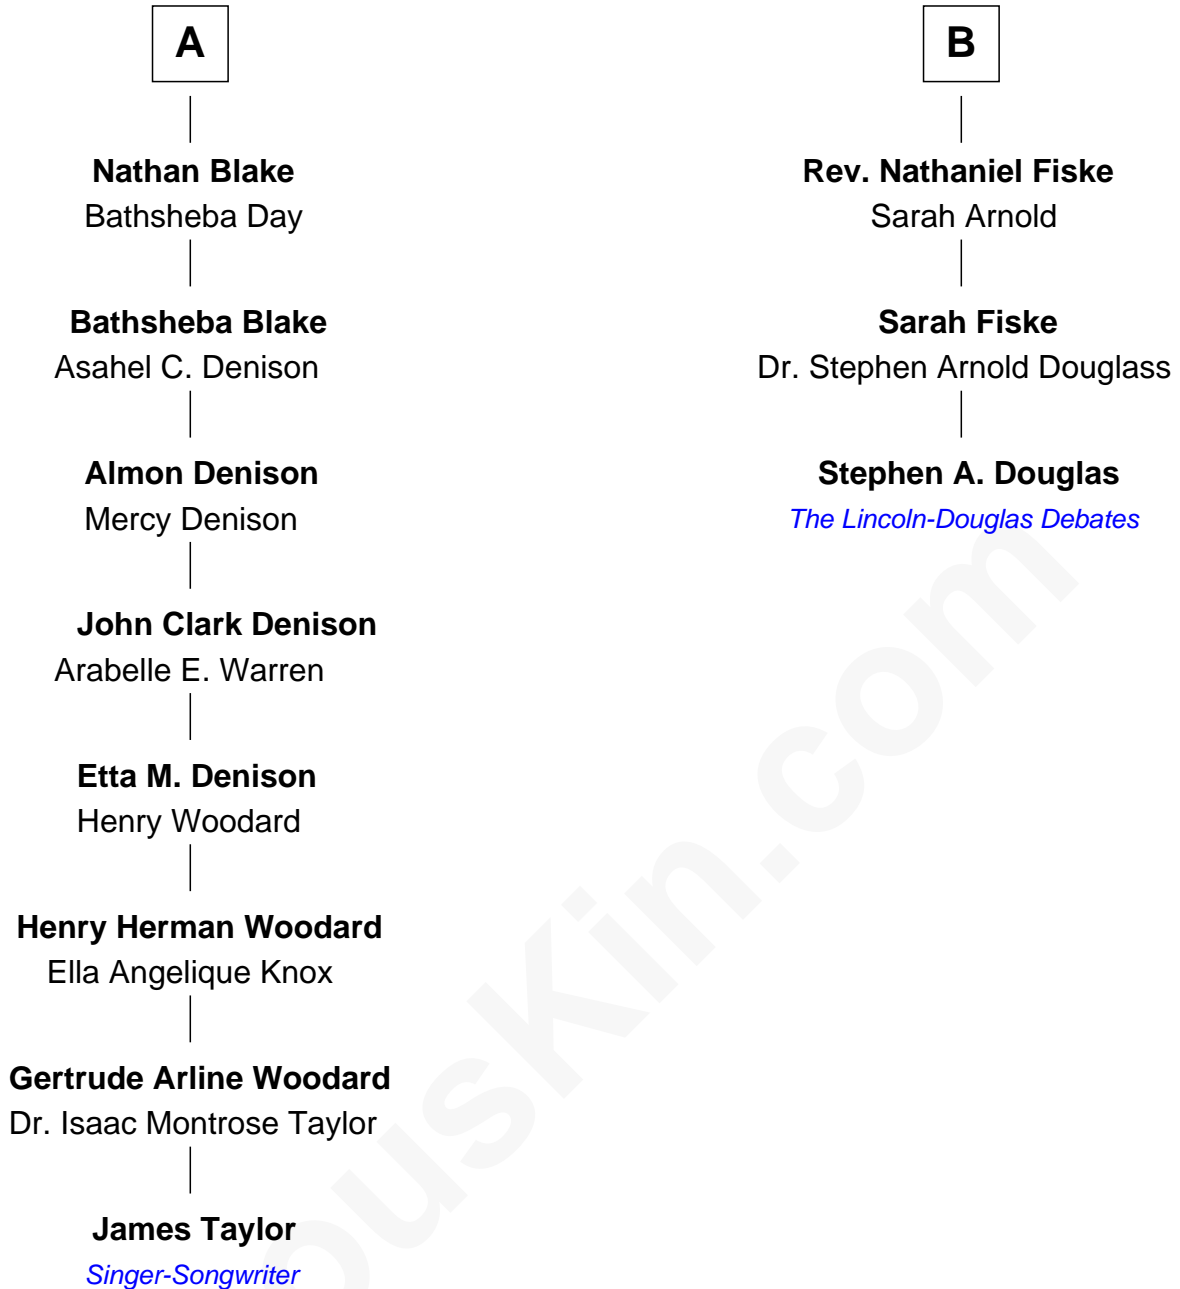 A
Nathan Blake
Bathsheba Day
Bathsheba Blake
Asahel C. Denison
Almon Denison
Mercy Denison
John Clark Denison
Arabelle E. Warren
Etta M. Denison
Henry Woodard
Henry Herman Woodard
Ella Angelique Knox
Gertrude Arline Woodard
Dr. Isaac Montrose Taylor
James Taylor
Singer-Songwriter
B
Rev. Nathaniel Fiske
Sarah Arnold
Sarah Fiske
Dr. Stephen Arnold Douglass
Stephen A. Douglas
The Lincoln-Douglas Debates
ousKin.com